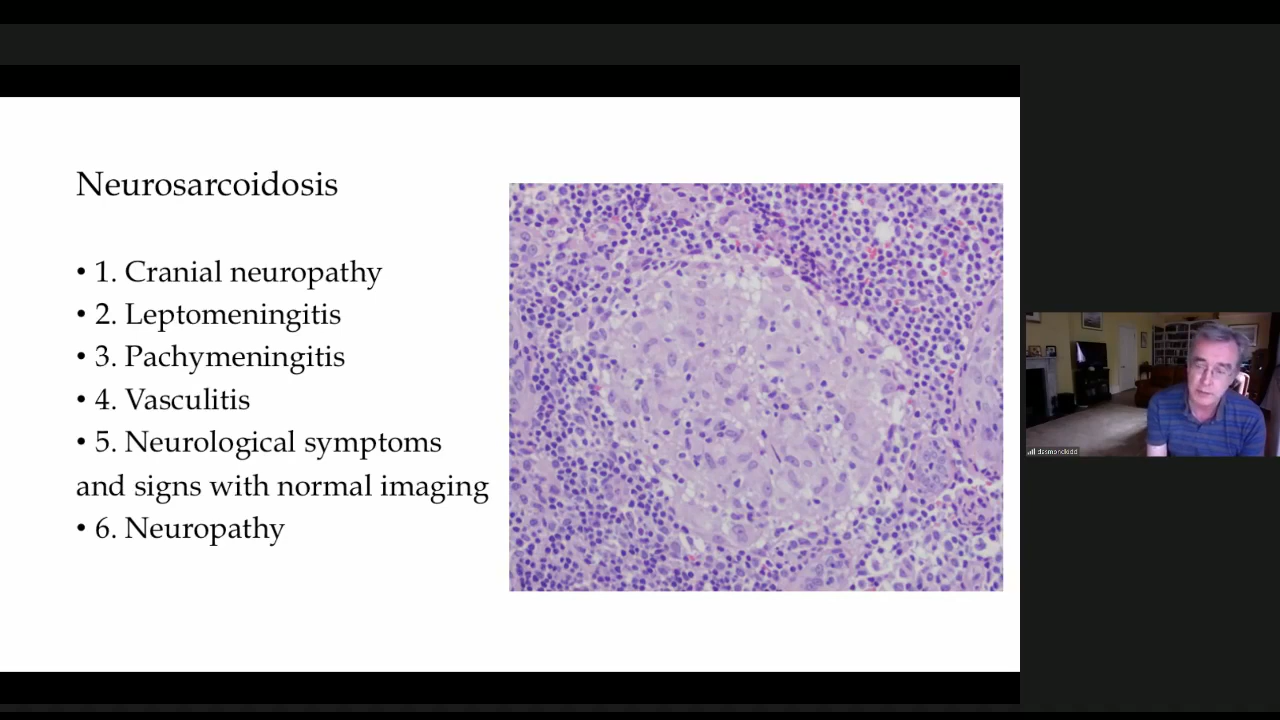 Neurosarcoidosis
• 1. Cranial neuropathy
• 2. Leptomeningitis
• 3. Pachymeningitis
• 4. Vasculitis
• 5. Neurological symptoms
and signs with normal imaging
• 6. Neuropathy
desmondkidd